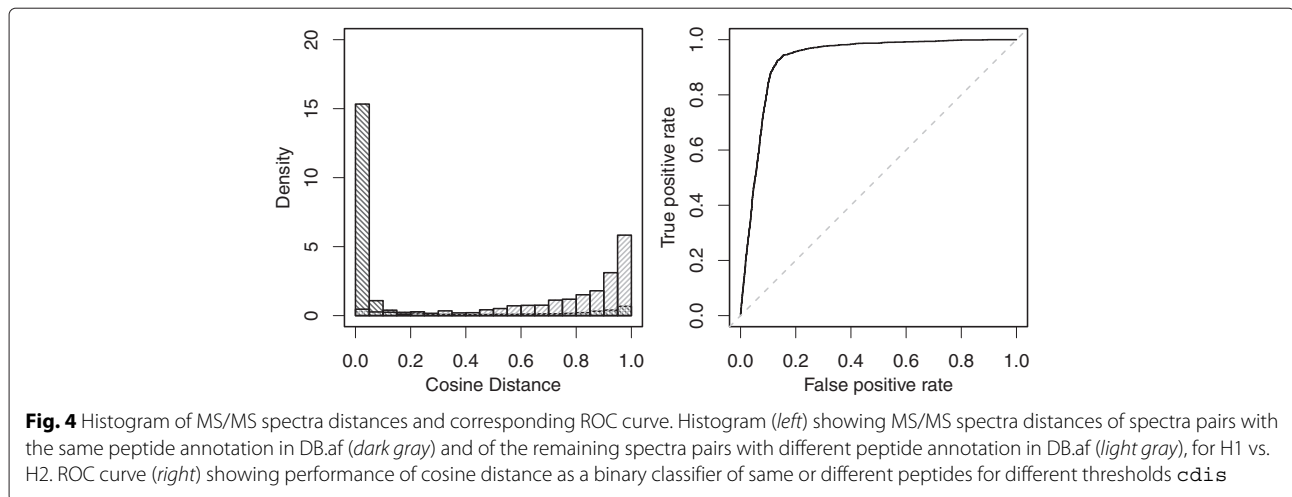 20
15
10
5
0
Density
0.0 0.2 0.4 0.6 0.8 1.0
Cosine Distance
1.0
0.8
0.6
0.4
0.2
0.0
True positive rate
0.0 0.2 0.4 0.6 0.8 1.0
False positive rate
Fig. 4 Histogram of MS/MS spectra distances and corresponding ROC curve. Histogram (left) showing MS/MS spectra distances of spectra pairs with
the same peptide annotation in DB.af (dark gray) and of the remaining spectra pairs with different peptide annotation in DB.af (light gray), for H1 vs.
H2. ROC curve (right) showing performance of cosine distance as a binary classifier of same or different peptides for different thresholds cdis